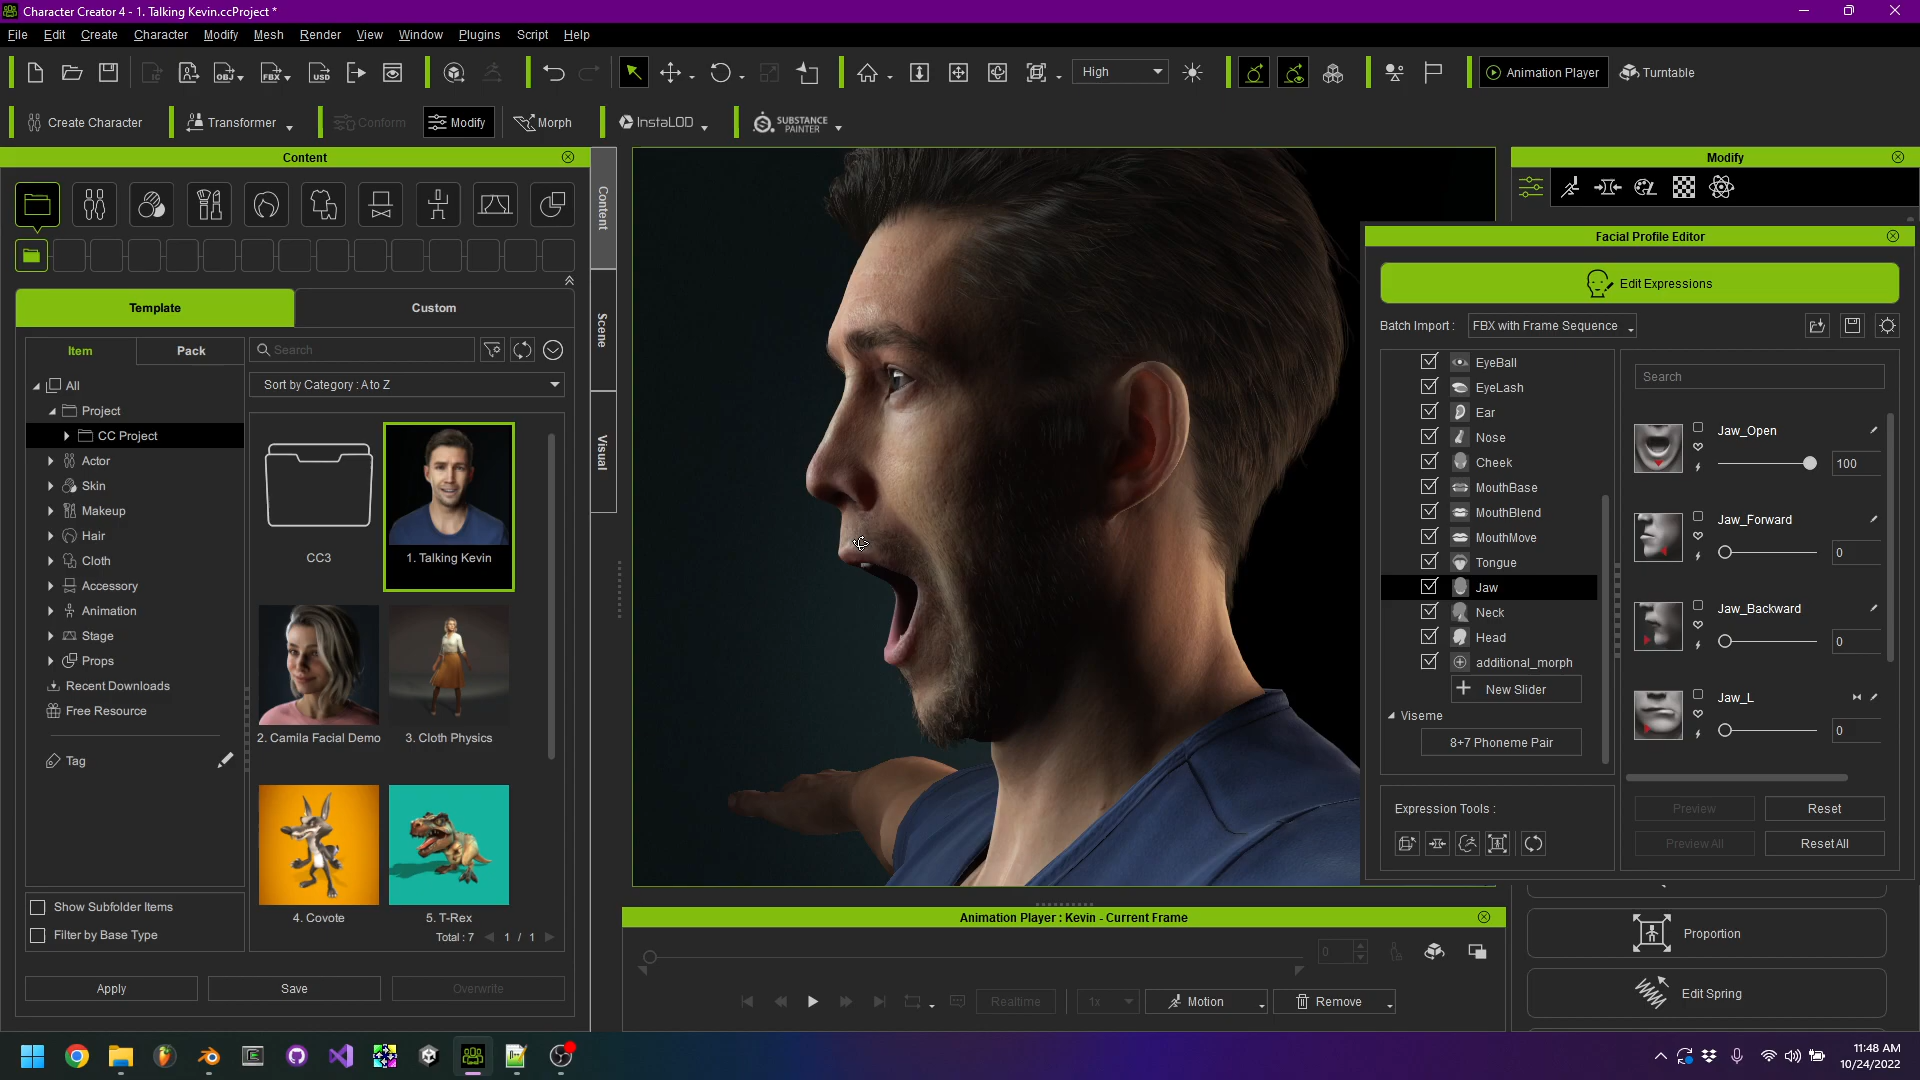 Character Creator 4 - 1. Talking Kevin.ccProject *
File Edit Create Character Modify Mesh Render View Window Plugins Script Help
High
Animation Player
Turntable
Create Character
Transformer
Conform
Modify
Morph
InstaLOD
SUBSTANCE PAINTER
Content
Template
Custom
Item
Pack
Search
Sort by Category : A to Z
All
Project
CC Project
Actor
Skin
Makeup
Hair
Cloth
Accessory
Animation
Stage
Props
Recent Downloads
Free Resource
Tag
CC3
1. Talking Kevin
2. Camila Facial Demo
3. Cloth Physics
4. Coyote
5. T-Rex
Total : 7
1 / 1
Show Subfolder Items
Filter by Base Type
Apply
Save
Overwrite
Content
Scene
Visual
Modify
Facial Profile Editor
Edit Expressions
Batch Import :
FBX with Frame Sequence
EyeBall
EyeLash
Ear
Nose
Cheek
MouthBase
MouthBlend
MouthMove
Tongue
Jaw
Neck
Head
additional_morph
New Slider
Viseme
8+7 Phoneme Pair
Expression Tools :
Search
Jaw_Open
100
Jaw_Forward
0
Jaw_Backward
0
Jaw_L
0
Preview
Reset
Preview All
Reset All
Proportion
Edit Spring
Animation Player : Kevin - Current Frame
0
Realtime
1x
Motion
Remove
11:48 AM
10/24/2022